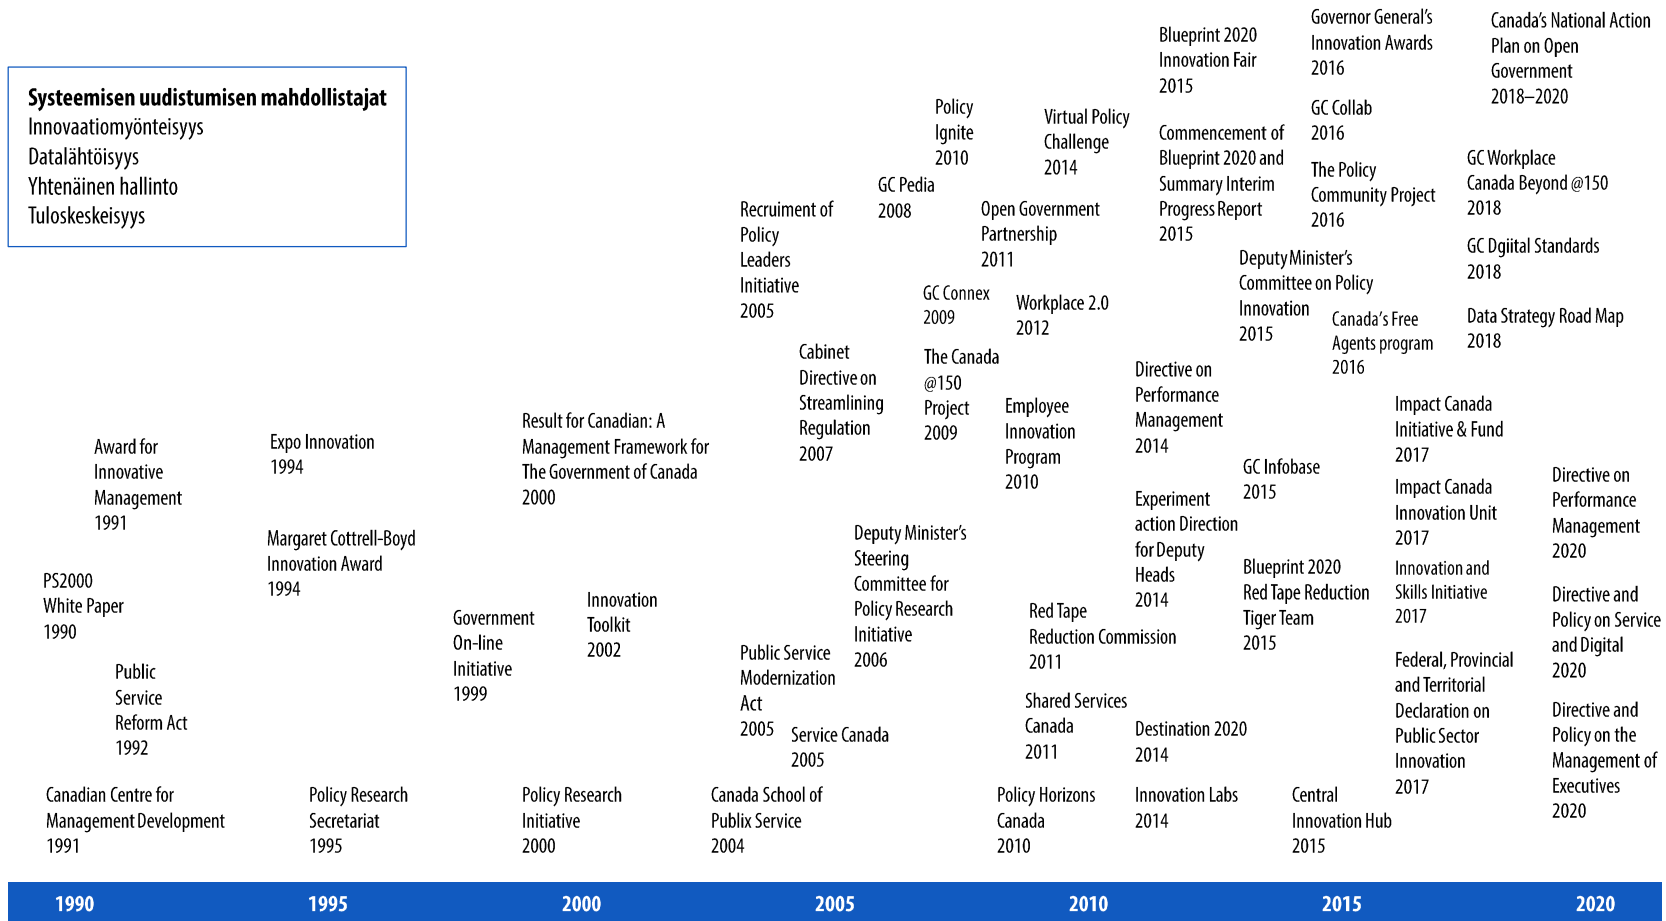 Systeemisen uudistumisen mahdollistajat
Innovaatiomyönteisyys
Datalähtöisyys
Yhtenäinen hallinto
Tuloskeskeisyys
PS2000
White Paper
1990
Award for
Innovative
Management
1991
Public
Service
Reform Act
1992
Canadian Centre for
Management Development
1991
Expo Innovation
1994
Margaret Cottrell-Boyd
Innovation Award
1994
Policy Research
Secretariat
1995
Government
On-line
Initiative
1999
Result for Canadian: A
Management Framework for
The Government of Canada
2000
Innovation
Toolkit
2002
Policy Research
Initiative
2000
Recruiment of
Policy
Leaders
Initiative
2005
Cabinet
Directive on
Streamlining
Regulation
2007
Public Service
Modernization
Act
2005
Service Canada
2005
Canada School of
Publix Service
2004
GC Pedia
2008
Deputy Minister's
Steering
Committee for
Policy Research
Initiative
2006
Policy
Ignite
2010
Open Government
Partnership
2011
GC Connex
2009
The Canada
@150
Project
2009
Virtual Policy
Challenge
2014
Workplace 2.0
2012
Employee
Innovation
Program
2010
Red Tape
Reduction Commission
2011
Shared Services
Canada
2011
Policy Horizons
Canada
2010
Blueprint 2020
Innovation Fair
2015
Commencement of
Blueprint 2020 and
Summary Interim
Progress Report
2015
Directive on
Performance
Management
2014
Experiment
action Direction
for Deputy
Heads
2014
Destination 2020
2014
Innovation Labs
2014
Deputy Minister's
Committee on Policy
Innovation
2015
GC Infobase
2015
Blueprint 2020
Red Tape Reduction
Tiger Team
2015
Central
Innovation Hub
2015
Governor General's
Innovation Awards
2016
GC Collab
2016
The Policy
Community Project
2016
Canada's Free
Agents program
2016
Impact Canada
Initiative & Fund
2017
Impact Canada
Innovation Unit
2017
Innovation and
Skills Initiative
2017
Federal, Provincial
and Territorial
Declaration on
Public Sector
Innovation
2017
Canada's National Action
Plan on Open
Government
2018–2020
GC Workplace
Canada Beyond @150
2018
GC Dgiital Standards
2018
Data Strategy Road Map
2018
Directive on
Performance
Management
2020
Directive and
Policy on Service
and Digital
2020
Directive and
Policy on the
Management of
Executives
2020
1990 1995 2000 2005 2010 2015 2020